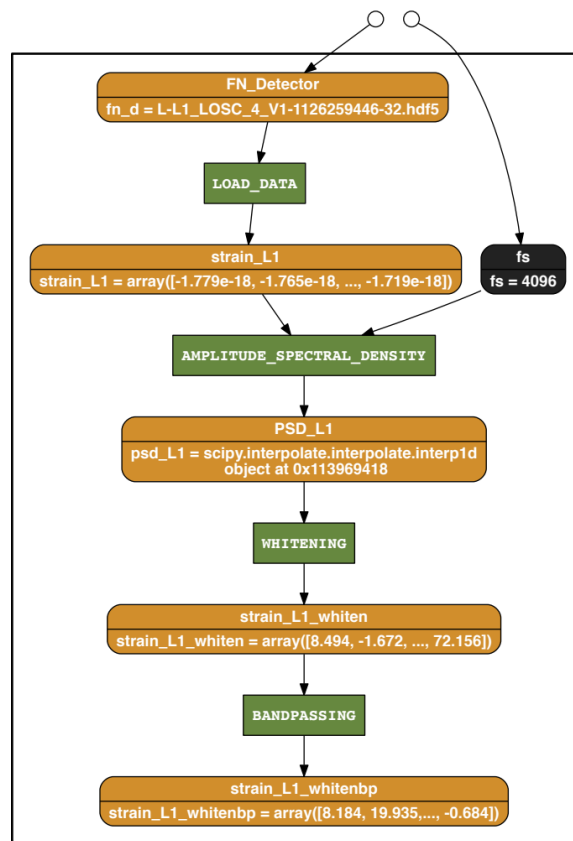 FN_Detector
fn_d = L-L1_LOSC_4_V1-1126259446-32.hdf5
LOAD_DATA
strain_L1
strain_L1 = array([-1.779e-18, -1.765e-18, ..., -1.719e-18])
fs
fs = 4096
AMPLITUDE_SPECTRAL_DENSITY
PSD_L1
psd_L1 = scipy.interpolate.interpolate.interp1d
object at 0x113969418
WHITENING
strain_L1_whiten
strain_L1_whiten = array([8.494, -1.672, ..., 72.156])
BANDPASSING
strain_L1_whitenbp
strain_L1_whitenbp = array([8.184, 19.935,..., -0.684])